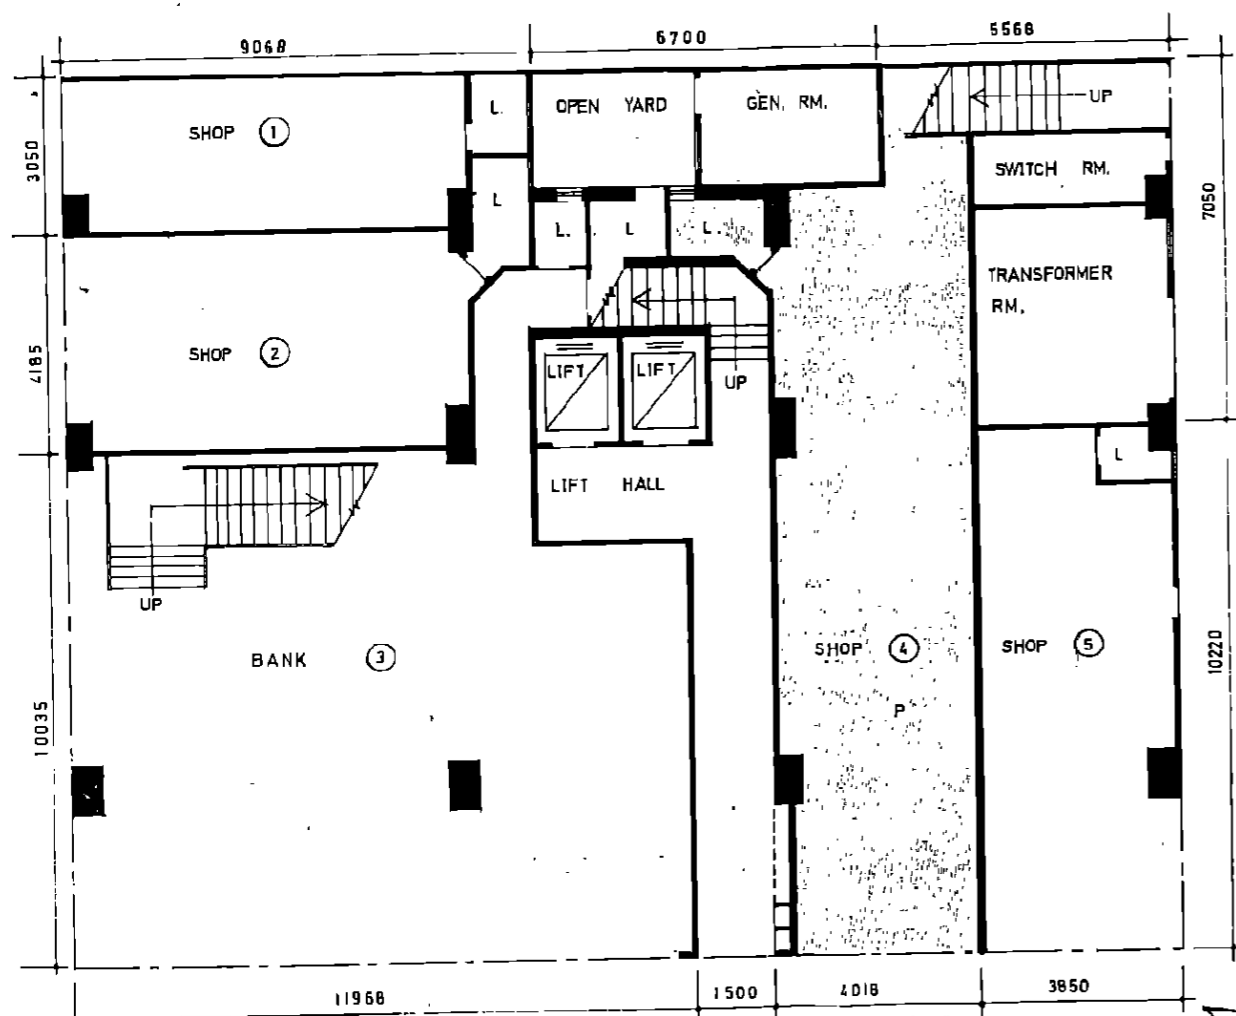 9068
6700
5568
SHOP 1
L.
OPEN YARD
GEN. RM.
UP
3050
SWITCH RM.
7050
L
L.
L
L.
TRANSFORMER
RM.
4185
SHOP 2
LIFT
LIFT
UP
L
LIFT HALL
UP
BANK 3
SHOP 4
SHOP 5
P
10035
10220
11968
1500
4018
3850